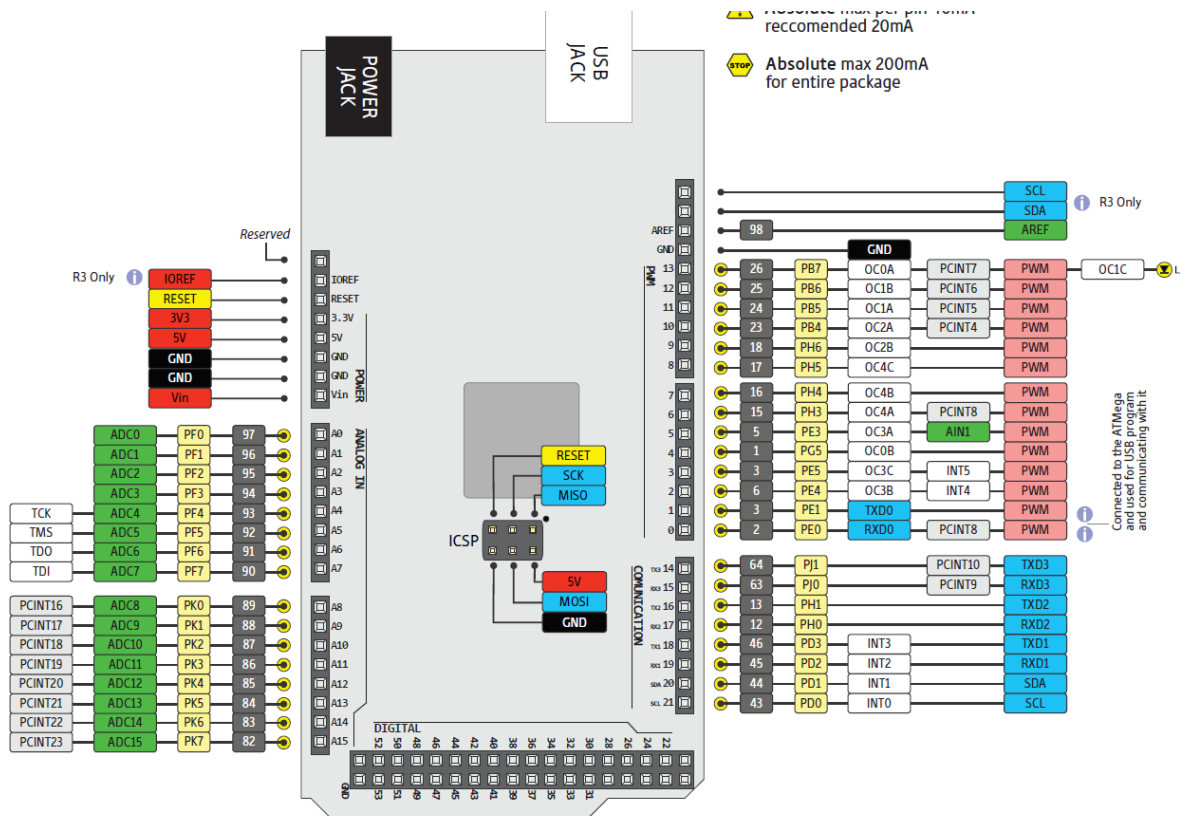 Absolute max per pin 40mA
reccomended 20mA
STOP
Absolute max 200mA
for entire package
POWER
JACK
USB
JACK
SCL
SDA
R3 Only
AREF 98 AREF
GND GND
13 26 PB7 OC0A PCINT7 PWM OC1C L
12 25 PB6 OC1B PCINT6 PWM
11 24 PB5 OC1A PCINT5 PWM
10 23 PB4 OC2A PCINT4 PWM
9 18 PH6 OC2B PWM
8 17 PH5 OC4C PWM
PWM
7 16 PH4 OC4B PWM
6 15 PH3 OC4A PCINT8 PWM
5 5 PE3 OC3A AIN1 PWM
4 1 PG5 OC0B PWM
3 3 PE5 OC3C INT5 PWM
2 6 PE4 OC3B INT4 PWM
1 3 PE1 TXD0 PWM
0 2 PE0 RXD0 PCINT8 PWM
Connected to the ATMega
and used for USB program
and communicating with it
Reserved
R3 Only IOREF IOREF
RESET RESET
3V3 3.3V
5V 5V
GND GND
GND GND
Vin Vin
POWER
ADC0 PF0 97 A0
ADC1 PF1 96 A1
ADC2 PF2 95 A2
ADC3 PF3 94 A3
TCK ADC4 PF4 93 A4
TMS ADC5 PF5 92 A5
TDO ADC6 PF6 91 A6
TDI ADC7 PF7 90 A7
ANALOG IN
PCINT16 ADC8 PK0 89 A8
PCINT17 ADC9 PK1 88 A9
PCINT18 ADC10 PK2 87 A10
PCINT19 ADC11 PK3 86 A11
PCINT20 ADC12 PK4 85 A12
PCINT21 ADC13 PK5 84 A13
PCINT22 ADC14 PK6 83 A14
PCINT23 ADC15 PK7 82 A15
RESET
SCK
MISO
ICSP
5V
MOSI
GND
COMUNICATION
TX3 14 64 PJ1 PCINT10 TXD3
RX3 15 63 PJ0 PCINT9 RXD3
TX2 16 13 PH1 TXD2
RX2 17 12 PH0 RXD2
TX1 18 46 PD3 INT3 TXD1
RX1 19 45 PD2 INT2 RXD1
SDA 20 44 PD1 INT1 SDA
SCL 21 43 PD0 INT0 SCL
DIGITAL
52 50 48 46 44 42 40 38 36 34 32 30 28 26 24 22
GND 53 51 49 47 45 43 41 39 37 35 33 31